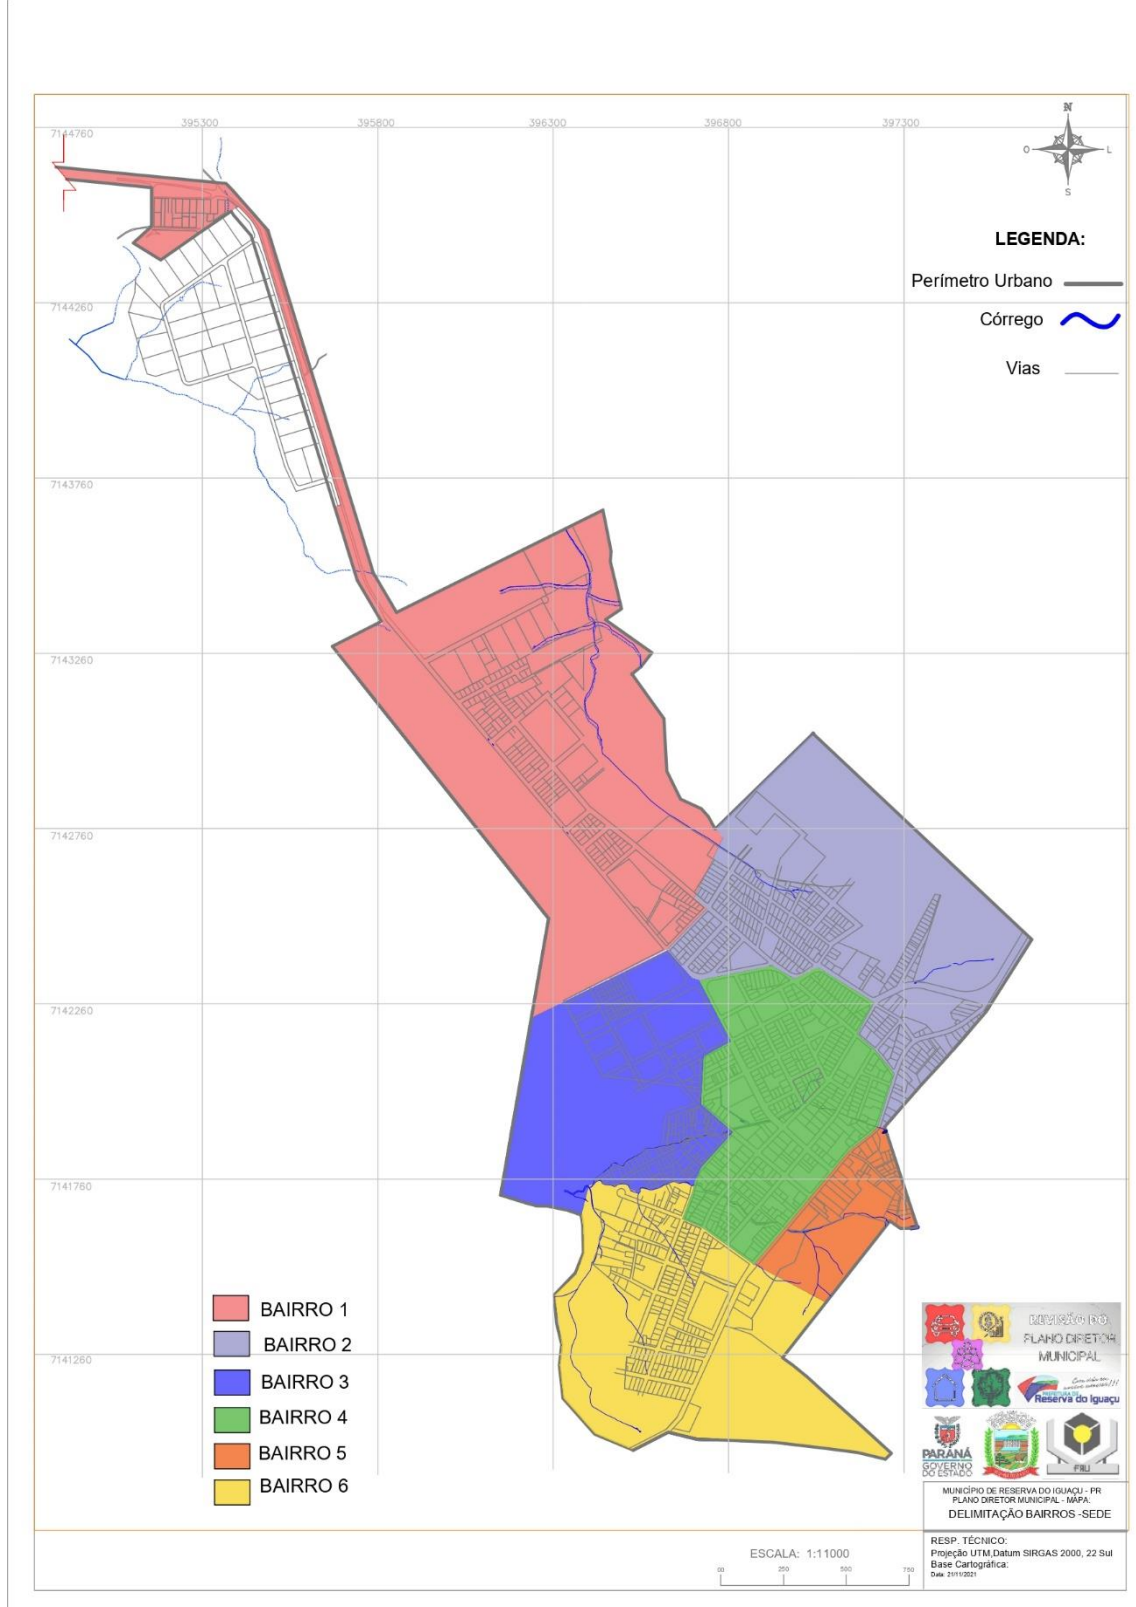 395300 395800 396300 396800 397300
7144760
N
O L
S
LEGENDA:
Perímetro Urbano
7144260
Córrego
Vias
7143760
7143260
7142760
7142260
7141760
7141260
BAIRRO 1
BAIRRO 2
BAIRRO 3
BAIRRO 4
BAIRRO 5
BAIRRO 6
REVISÃO DO
PLANO DIRETOR
MUNICIPAL
PREFEITURA DE
Reserva do Iguaçu
PARANÁ
GOVERNO
DO ESTADO
MUNICÍPIO DE RESERVA DO IGUAÇU - PR
PLANO DIRETOR MUNICIPAL - MAPA:
DELIMITAÇÃO BAIRROS -SEDE
ESCALA: 1:11000
00 250 500 750
RESP. TÉCNICO:
Projeção UTM,Datum SIRGAS 2000, 22 Sul
Base Cartográfica:
Data: 21/11/2021